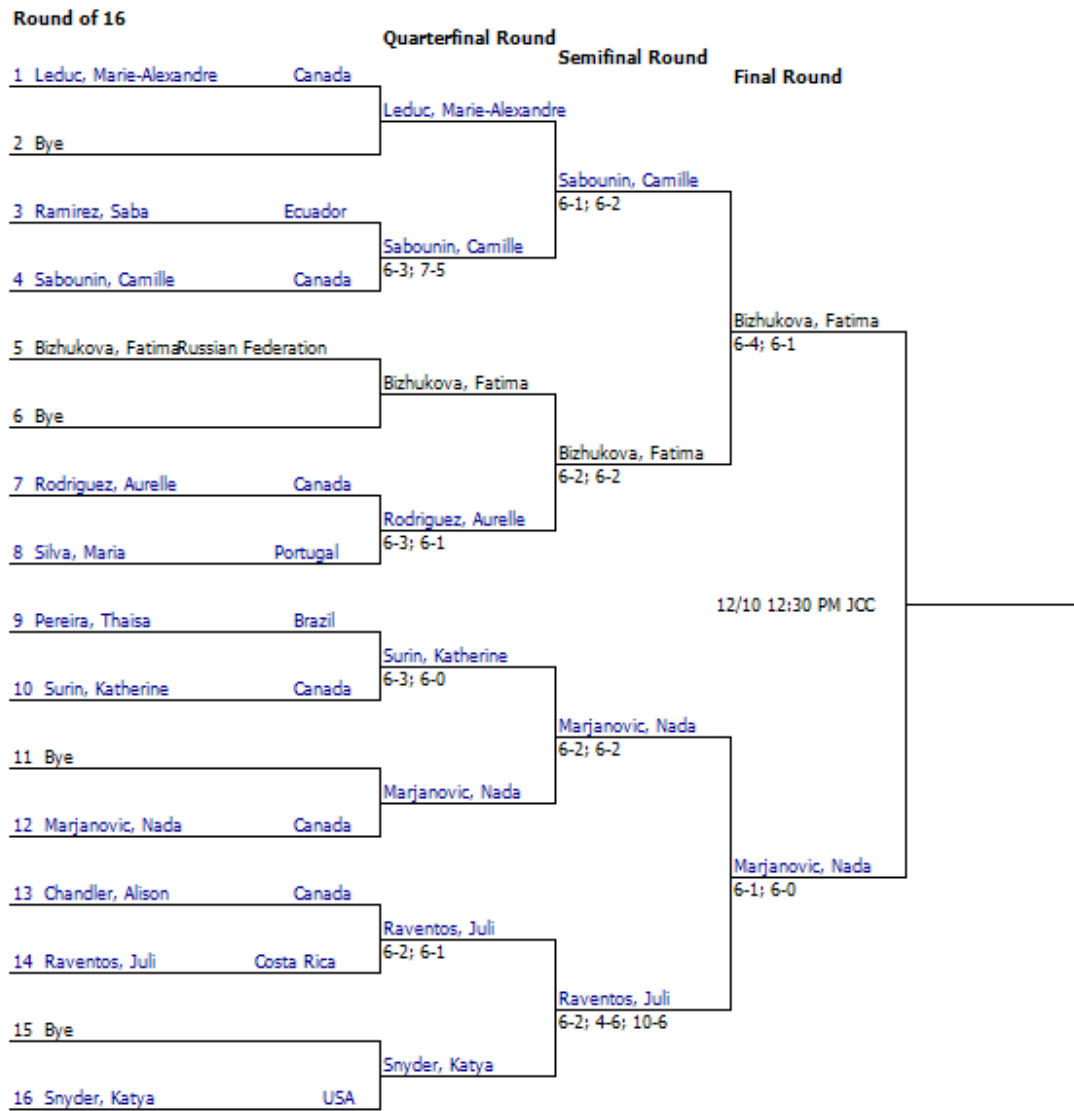 Round of 16
Quarterfinal Round
Semifinal Round
Final Round
1 Leduc, Marie-Alexandre Canada
Leduc, Marie-Alexandre
2 Bye
Sabounin, Camille
6-1; 6-2
3 Ramirez, Saba Ecuador
Sabounin, Camille
6-3; 7-5
4 Sabounin, Camille Canada
Bizhukova, Fatima
6-4; 6-1
5 Bizhukova, Fatima Russian Federation
Bizhukova, Fatima
6 Bye
Bizhukova, Fatima
6-2; 6-2
7 Rodriguez, Aurelle Canada
Rodriguez, Aurelle
6-3; 6-1
8 Silva, Maria Portugal
12/10 12:30 PM JCC
9 Pereira, Thaisa Brazil
Surin, Katherine
6-3; 6-0
10 Surin, Katherine Canada
Marjanovic, Nada
6-2; 6-2
11 Bye
Marjanovic, Nada
12 Marjanovic, Nada Canada
Marjanovic, Nada
6-1; 6-0
13 Chandler, Alison Canada
Raventos, Juli
6-2; 6-1
14 Raventos, Juli Costa Rica
Raventos, Juli
6-2; 4-6; 10-6
15 Bye
Snyder, Katya
16 Snyder, Katya USA